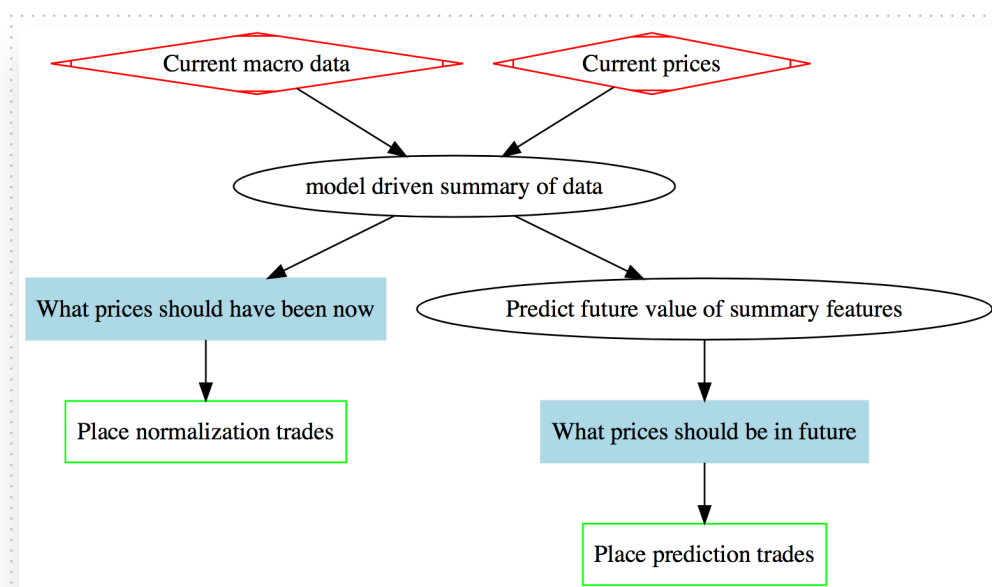 Current macro data
Current prices
model driven summary of data
What prices should have been now
Predict future value of summary features
Place normalization trades
What prices should be in future
Place prediction trades